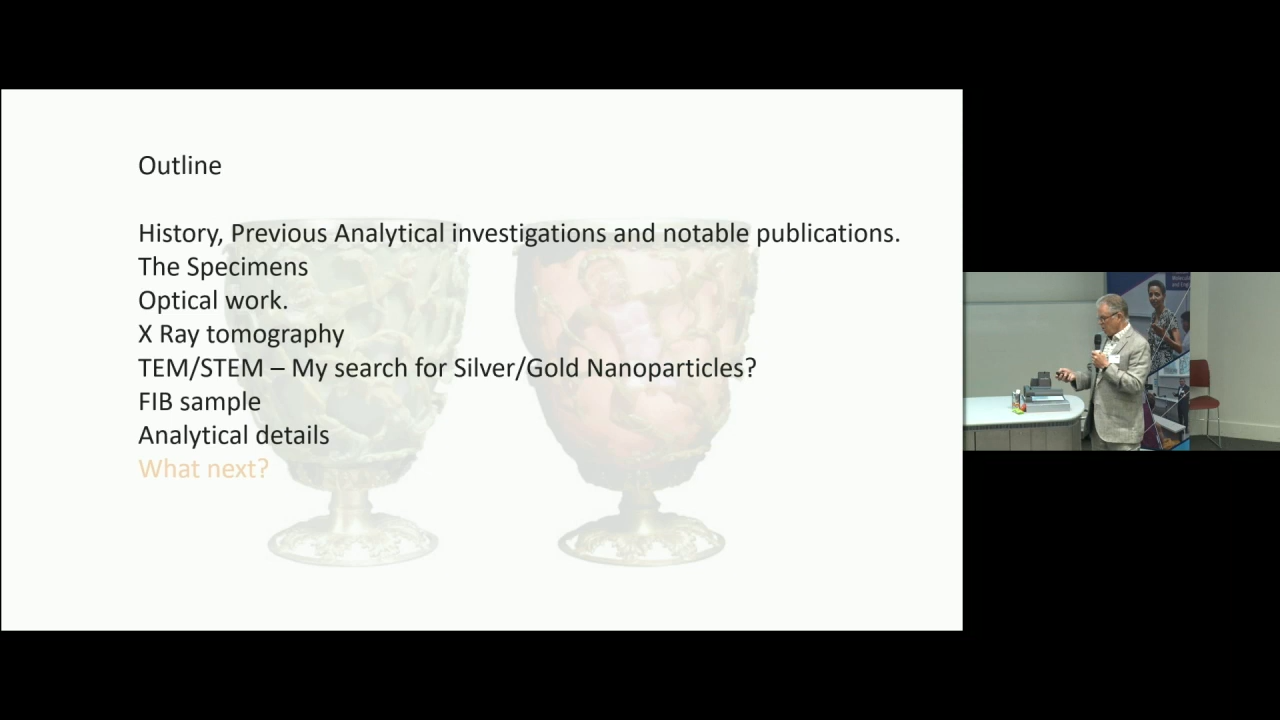 Outline
History, Previous Analytical investigations and notable publications.
The Specimens
Optical work.
X Ray tomography
TEM/STEM – My search for Silver/Gold Nanoparticles?
FIB sample
Analytical details
What next?